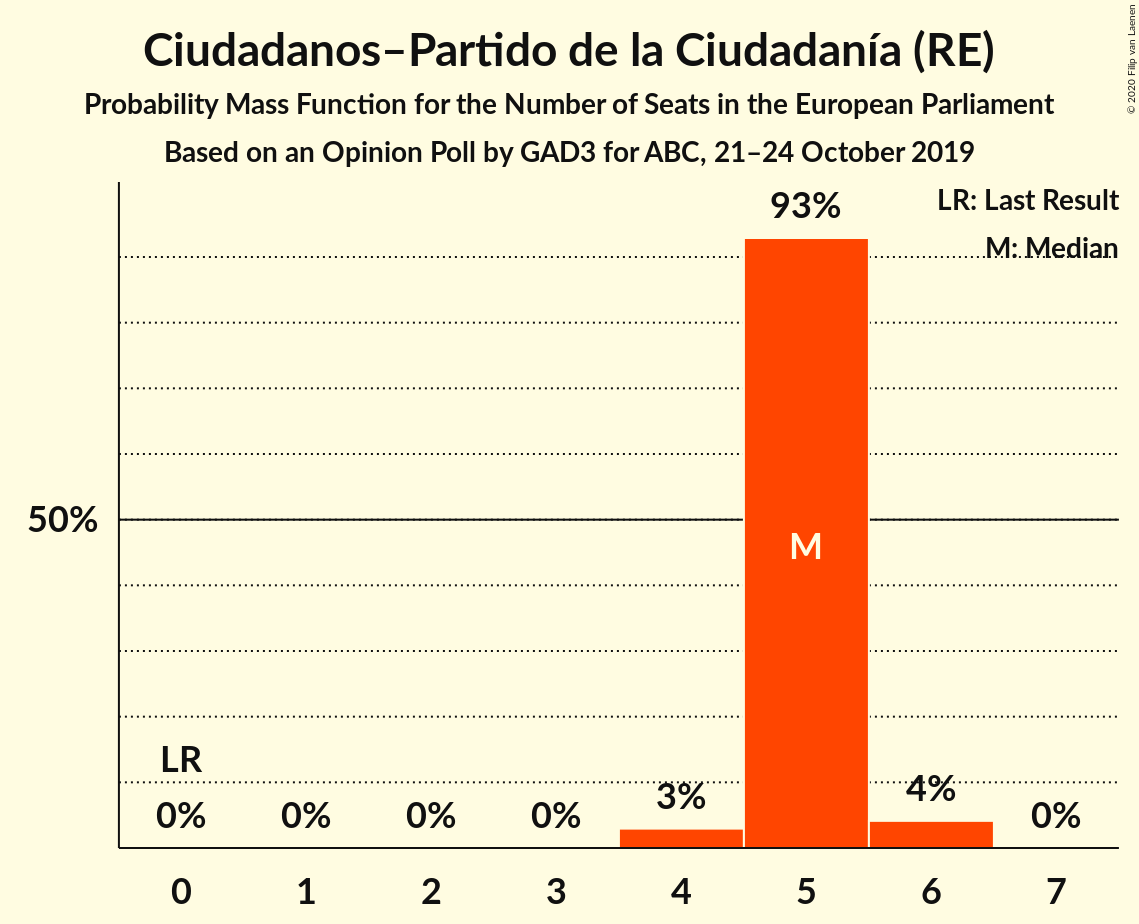 Ciudadanos–Partido de la Ciudadanía (RE)
Probability Mass Function for the Number of Seats in the European Parliament
Based on an Opinion Poll by GAD3 for ABC, 21–24 October 2019
© 2020 Filip van Laenen
LR: Last Result
M: Median
93%
50%
M
LR
0% 0% 0% 0% 3% 4% 0%
0 1 2 3 4 5 6 7